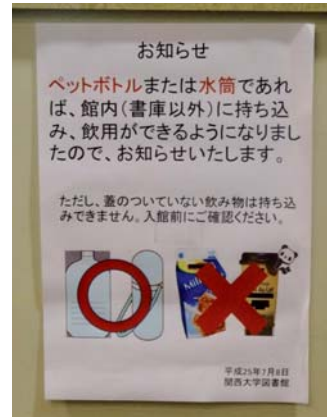 お知らせ
ペットボトルまたは水筒であれ
ば、館内(書庫以外)に持ち込
み、飲用ができるようになりまし
たので、お知らせいたします。
ただし、蓋のついていない飲み物は持ち込
みできません。入館前にご確認ください。
Milk
平成25年7月8日
関西大学図書館